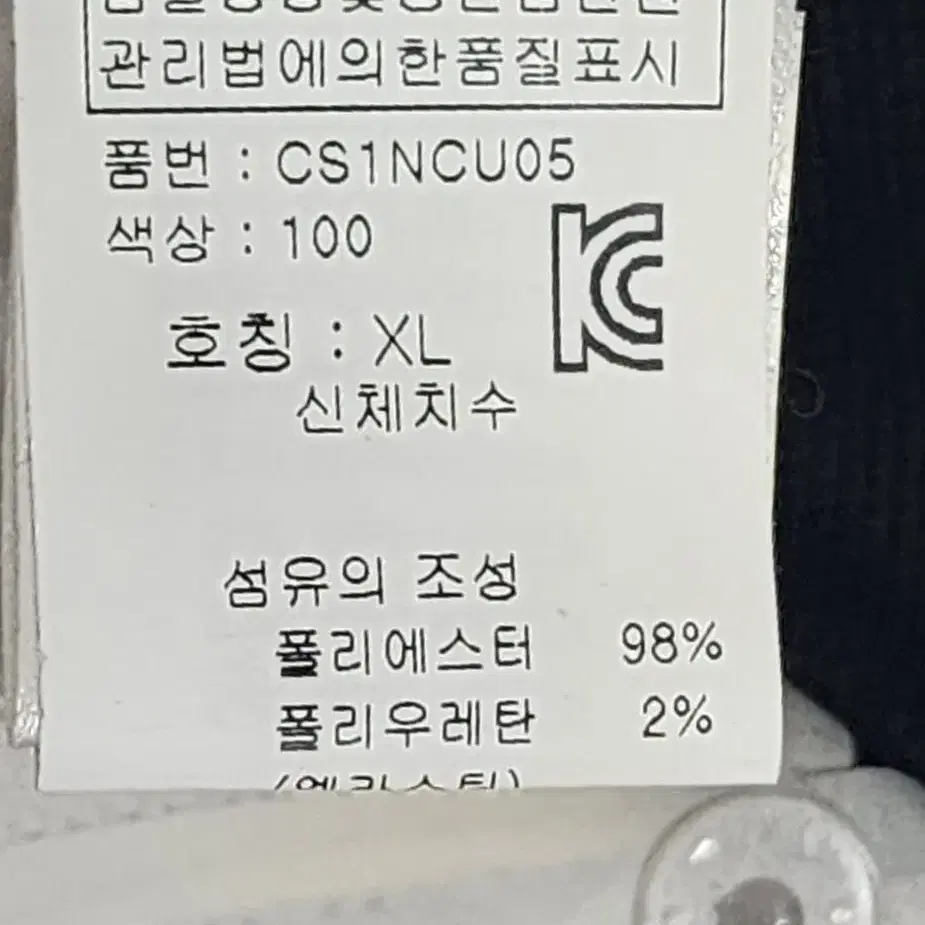 관리법에의한품질표시
품번 : CS1NCU05
색상 : 100
KC
호칭 : XL
신체치수
섬유의 조성
폴리에스터 98%
폴리우레탄 2%